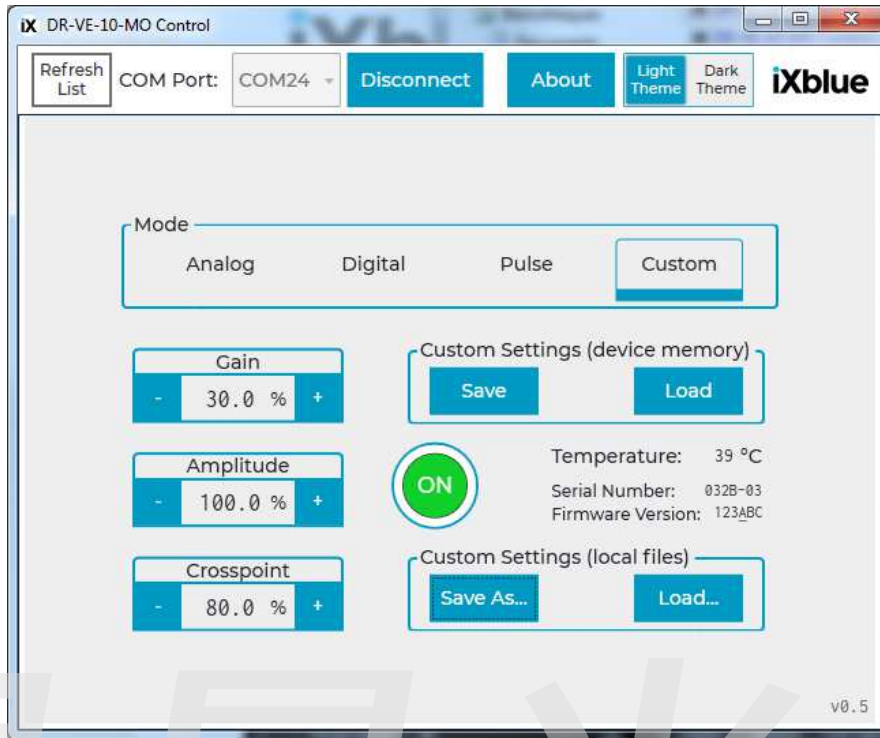 iX DR-VE-10-MO Control
Refresh List
COM Port:
COM24
Disconnect
About
Light Theme
Dark Theme
iXblue
Mode
Analog
Digital
Pulse
Custom
Gain
- 30.0 % +
Custom Settings (device memory)
Save
Load
Amplitude
- 100.0 % +
ON
Temperature: 39 °C
Serial Number: 032B-03
Firmware Version: 123ABC
Crosspoint
- 80.0 % +
Custom Settings (local files)
Save As...
Load...
v0.5